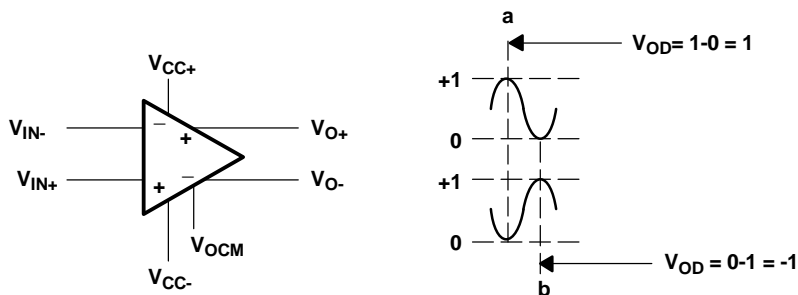 V_CC+
V_IN-
V_IN+
−
+
+
−
V_O+
V_O-
V_OCM
V_CC-
a
V_OD= 1-0 = 1
+1
0
+1
0
V_OD = 0-1 = -1
b